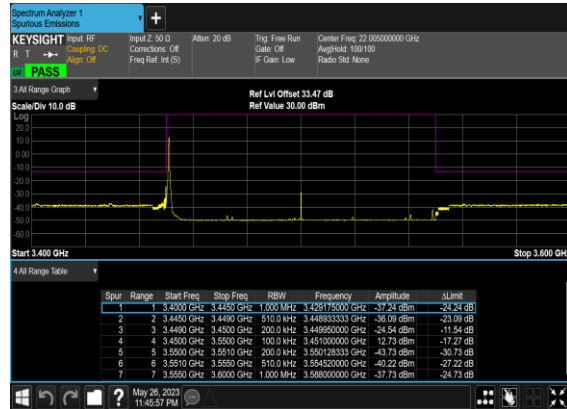 Spectrum Analyzer 1
Spurious Emissions
KEYSIGHT Input: RF Input Z: 50 Ω Atten: 20 dB Trig: Free Run Center Freq: 22.005000000 GHz
R T Coupling: DC Corrections: Off Gate: Off Avg|Hold: 100/100
Align: Off Freq Ref: Int (S) IF Gain: Low Radio Std: None
PASS
3 All Range Graph
Ref Lvl Offset 33.47 dB
Scale/Div 10.0 dB Ref Value 30.00 dBm
Log
20.0
10.0
0.00
-10.0
-20.0
-30.0
-40.0
-50.0
-60.0
Start 3.400 GHz Stop 3.600 GHz
4 All Range Table
Spur Range Start Freq Stop Freq RBW Frequency Amplitude ΔLimit
1 1 3.4000 GHz 3.4450 GHz 1.000 MHz 3.429175000 GHz -37.24 dBm -24.24 dB
2 2 3.4450 GHz 3.4490 GHz 510.0 kHz 3.448933333 GHz -36.09 dBm -23.09 dB
3 3 3.4490 GHz 3.4500 GHz 200.0 kHz 3.449950000 GHz -24.54 dBm -11.54 dB
4 4 3.4500 GHz 3.5500 GHz 100.0 kHz 3.451000000 GHz 12.73 dBm -17.27 dB
5 5 3.5500 GHz 3.5510 GHz 200.0 kHz 3.550128333 GHz -43.73 dBm -30.73 dB
6 6 3.5510 GHz 3.5550 GHz 510.0 kHz 3.554520000 GHz -40.22 dBm -27.22 dB
7 7 3.5550 GHz 3.6000 GHz 1.000 MHz 3.588000000 GHz -37.73 dBm -24.73 dB
May 26, 2023
11:45:57 PM